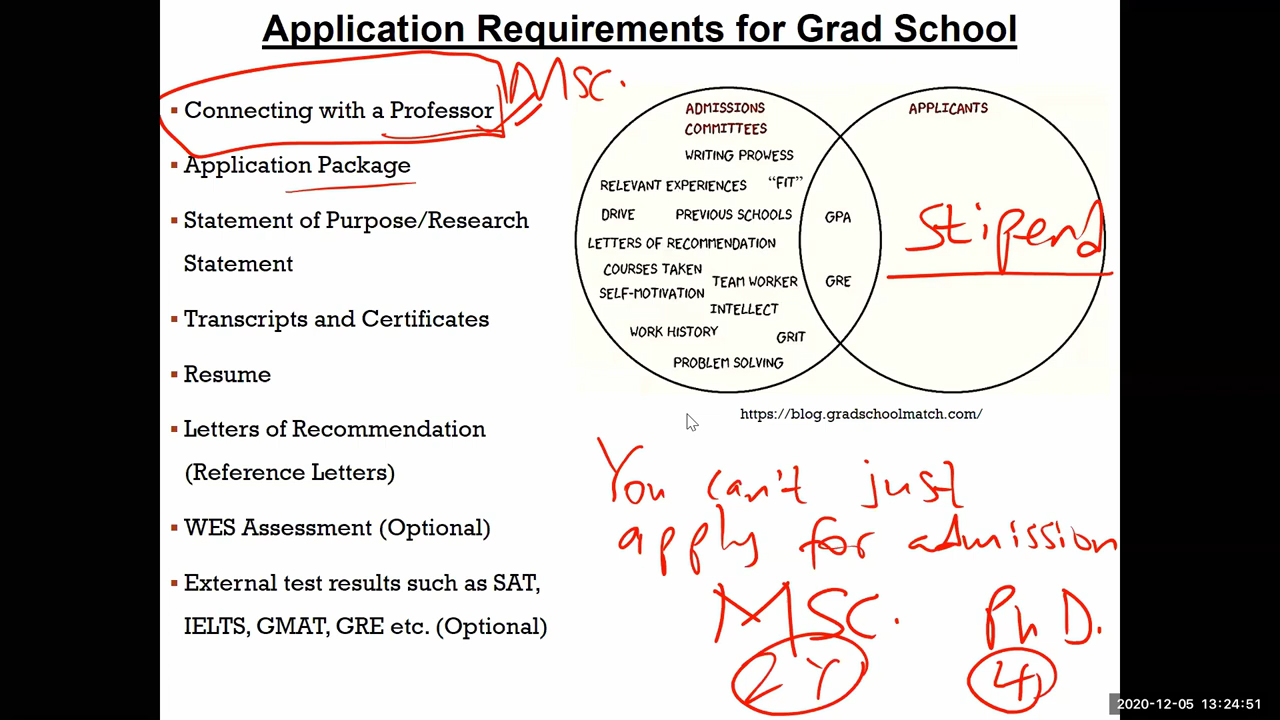 Application Requirements for Grad School
▪ Connecting with a Professor
MSC.
▪ Application Package
▪ Statement of Purpose/Research
Statement
▪ Transcripts and Certificates
▪ Resume
▪ Letters of Recommendation
(Reference Letters)
▪ WES Assessment (Optional)
▪ External test results such as SAT,
IELTS, GMAT, GRE etc. (Optional)
ADMISSIONS
COMMITTEES
WRITING PROWESS
RELEVANT EXPERIENCES "FIT"
DRIVE PREVIOUS SCHOOLS
LETTERS OF RECOMMENDATION
COURSES TAKEN
TEAM WORKER
SELF-MOTIVATION
INTELLECT
WORK HISTORY
GRIT
PROBLEM SOLVING
GPA
GRE
APPLICANTS
Stipend
https://blog.gradschoolmatch.com/
You can't just
apply for admission
MSC. Ph D.
2 Y 4
2020-12-05 13:24:51